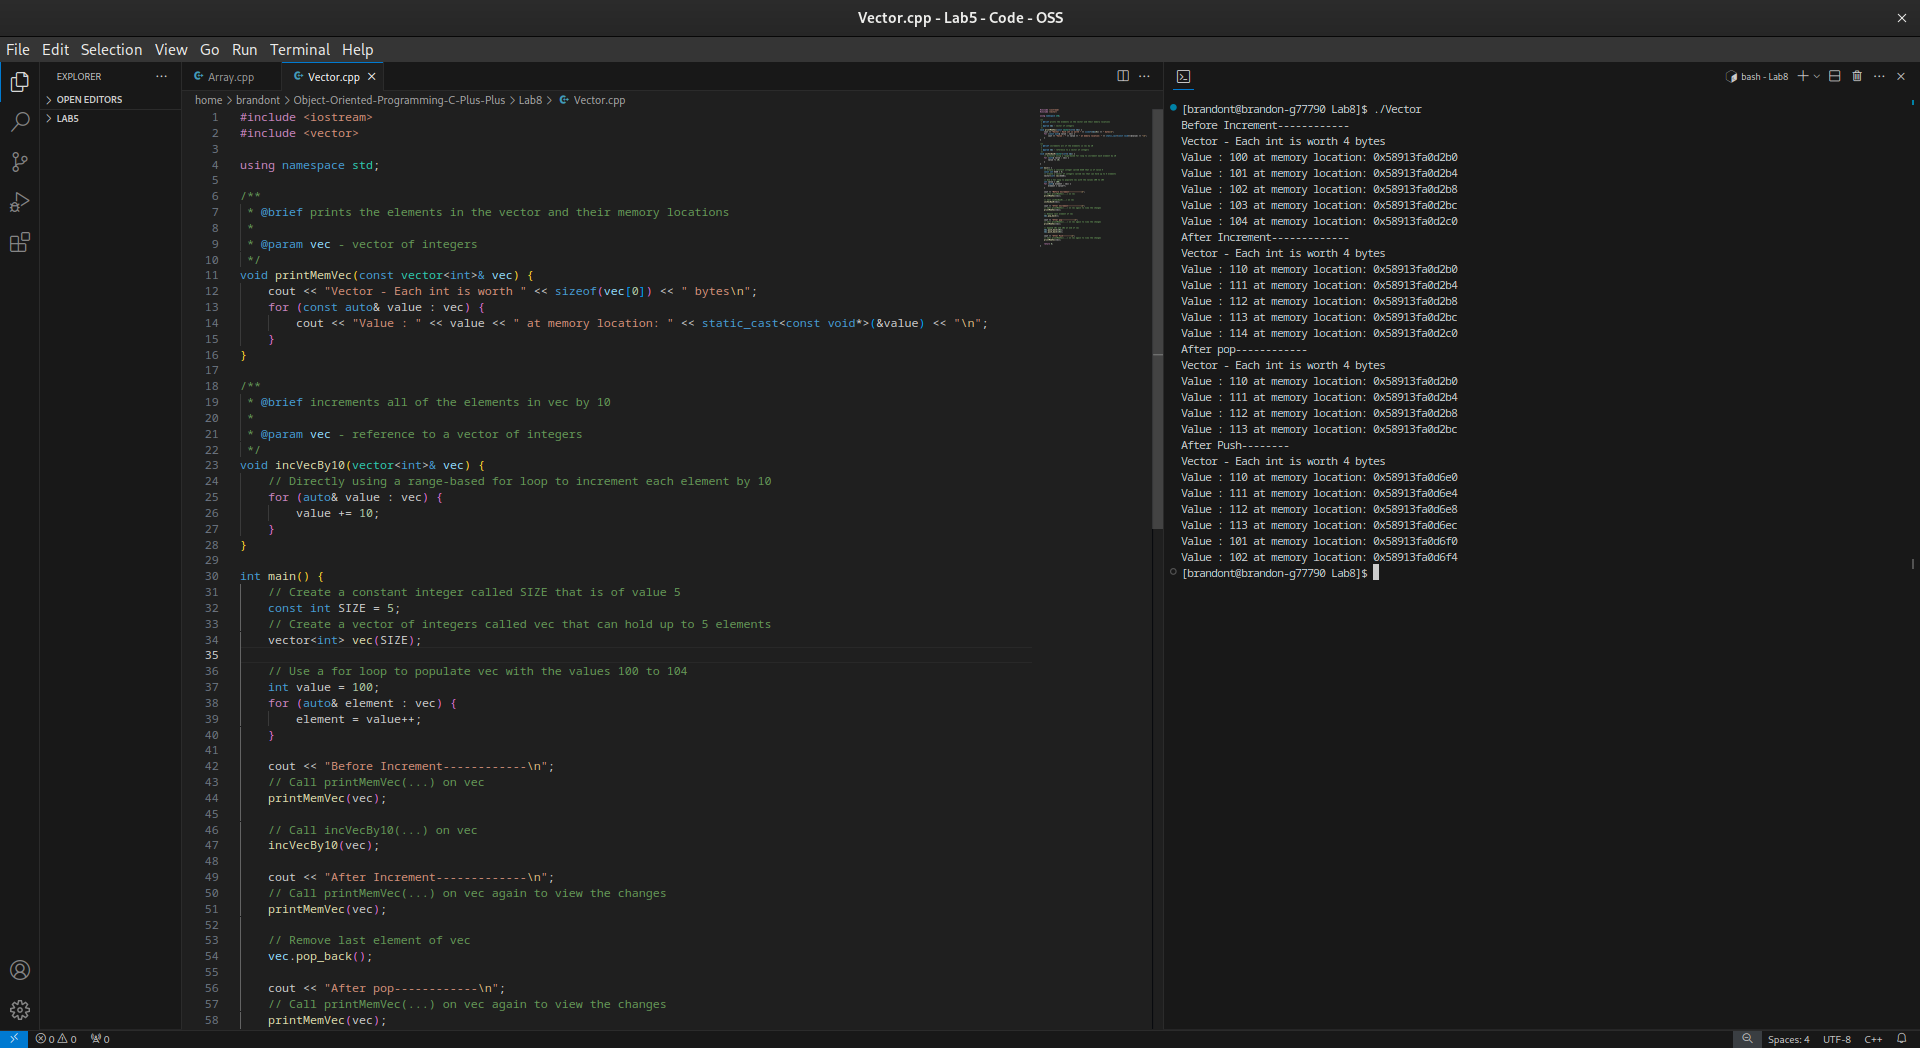 Vector.cpp - Lab5 - Code - OSS
File Edit Selection View Go Run Terminal Help
EXPLORER
OPEN EDITORS
LAB5
Array.cpp
Vector.cpp
home > brandont > Object-Oriented-Programming-C-Plus-Plus > Lab8 > Vector.cpp
1 #include <iostream>
2 #include <vector>
3
4 using namespace std;
5
6 /**
7  * @brief prints the elements in the vector and their memory locations
8  *
9  * @param vec - vector of integers
10  */
11 void printMemVec(const vector<int>& vec) {
12     cout << "Vector - Each int is worth " << sizeof(vec[0]) << " bytes\n";
13     for (const auto& value : vec) {
14         cout << "Value : " << value << " at memory location: " << static_cast<const void*>(&value) << "\n";
15     }
16 }
17
18 /**
19  * @brief increments all of the elements in vec by 10
20  *
21  * @param vec - reference to a vector of integers
22  */
23 void incVecBy10(vector<int>& vec) {
24     // Directly using a range-based for loop to increment each element by 10
25     for (auto& value : vec) {
26         value += 10;
27     }
28 }
29
30 int main() {
31     // Create a constant integer called SIZE that is of value 5
32     const int SIZE = 5;
33     // Create a vector of integers called vec that can hold up to 5 elements
34     vector<int> vec(SIZE);
35
36     // Use a for loop to populate vec with the values 100 to 104
37     int value = 100;
38     for (auto& element : vec) {
39         element = value++;
40     }
41
42     cout << "Before Increment------------\n";
43     // Call printMemVec(...) on vec
44     printMemVec(vec);
45
46     // Call incVecBy10(...) on vec
47     incVecBy10(vec);
48
49     cout << "After Increment-------------\n";
50     // Call printMemVec(...) on vec again to view the changes
51     printMemVec(vec);
52
53     // Remove last element of vec
54     vec.pop_back();
55
56     cout << "After pop------------\n";
57     // Call printMemVec(...) on vec again to view the changes
58     printMemVec(vec);
bash - Lab8
[brandont@brandon-g77790 Lab8]$ ./Vector
Before Increment------------
Vector - Each int is worth 4 bytes
Value : 100 at memory location: 0x58913fa0d2b0
Value : 101 at memory location: 0x58913fa0d2b4
Value : 102 at memory location: 0x58913fa0d2b8
Value : 103 at memory location: 0x58913fa0d2bc
Value : 104 at memory location: 0x58913fa0d2c0
After Increment-------------
Vector - Each int is worth 4 bytes
Value : 110 at memory location: 0x58913fa0d2b0
Value : 111 at memory location: 0x58913fa0d2b4
Value : 112 at memory location: 0x58913fa0d2b8
Value : 113 at memory location: 0x58913fa0d2bc
Value : 114 at memory location: 0x58913fa0d2c0
After pop------------
Vector - Each int is worth 4 bytes
Value : 110 at memory location: 0x58913fa0d2b0
Value : 111 at memory location: 0x58913fa0d2b4
Value : 112 at memory location: 0x58913fa0d2b8
Value : 113 at memory location: 0x58913fa0d2bc
After Push--------
Vector - Each int is worth 4 bytes
Value : 110 at memory location: 0x58913fa0d6e0
Value : 111 at memory location: 0x58913fa0d6e4
Value : 112 at memory location: 0x58913fa0d6e8
Value : 113 at memory location: 0x58913fa0d6ec
Value : 101 at memory location: 0x58913fa0d6f0
Value : 102 at memory location: 0x58913fa0d6f4
[brandont@brandon-g77790 Lab8]$
0 0 0
Spaces: 4 UTF-8 C++